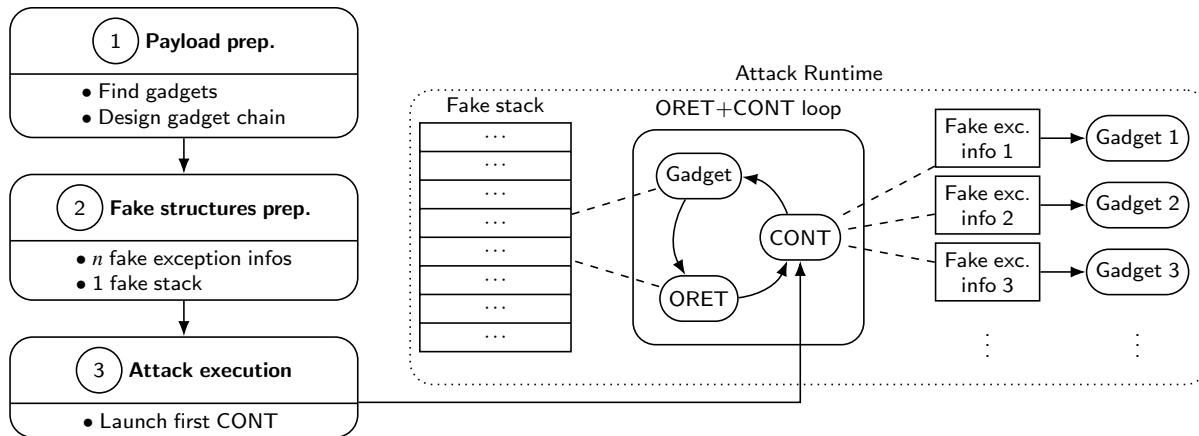 1 Payload prep.
• Find gadgets
• Design gadget chain
2 Fake structures prep.
• n fake exception infos
• 1 fake stack
3 Attack execution
• Launch first CONT
Attack Runtime
Fake stack
...
...
...
...
...
...
...
...
ORET+CONT loop
Gadget
CONT
ORET
Fake exc.
info 1
Gadget 1
Fake exc.
info 2
Gadget 2
Fake exc.
info 3
Gadget 3